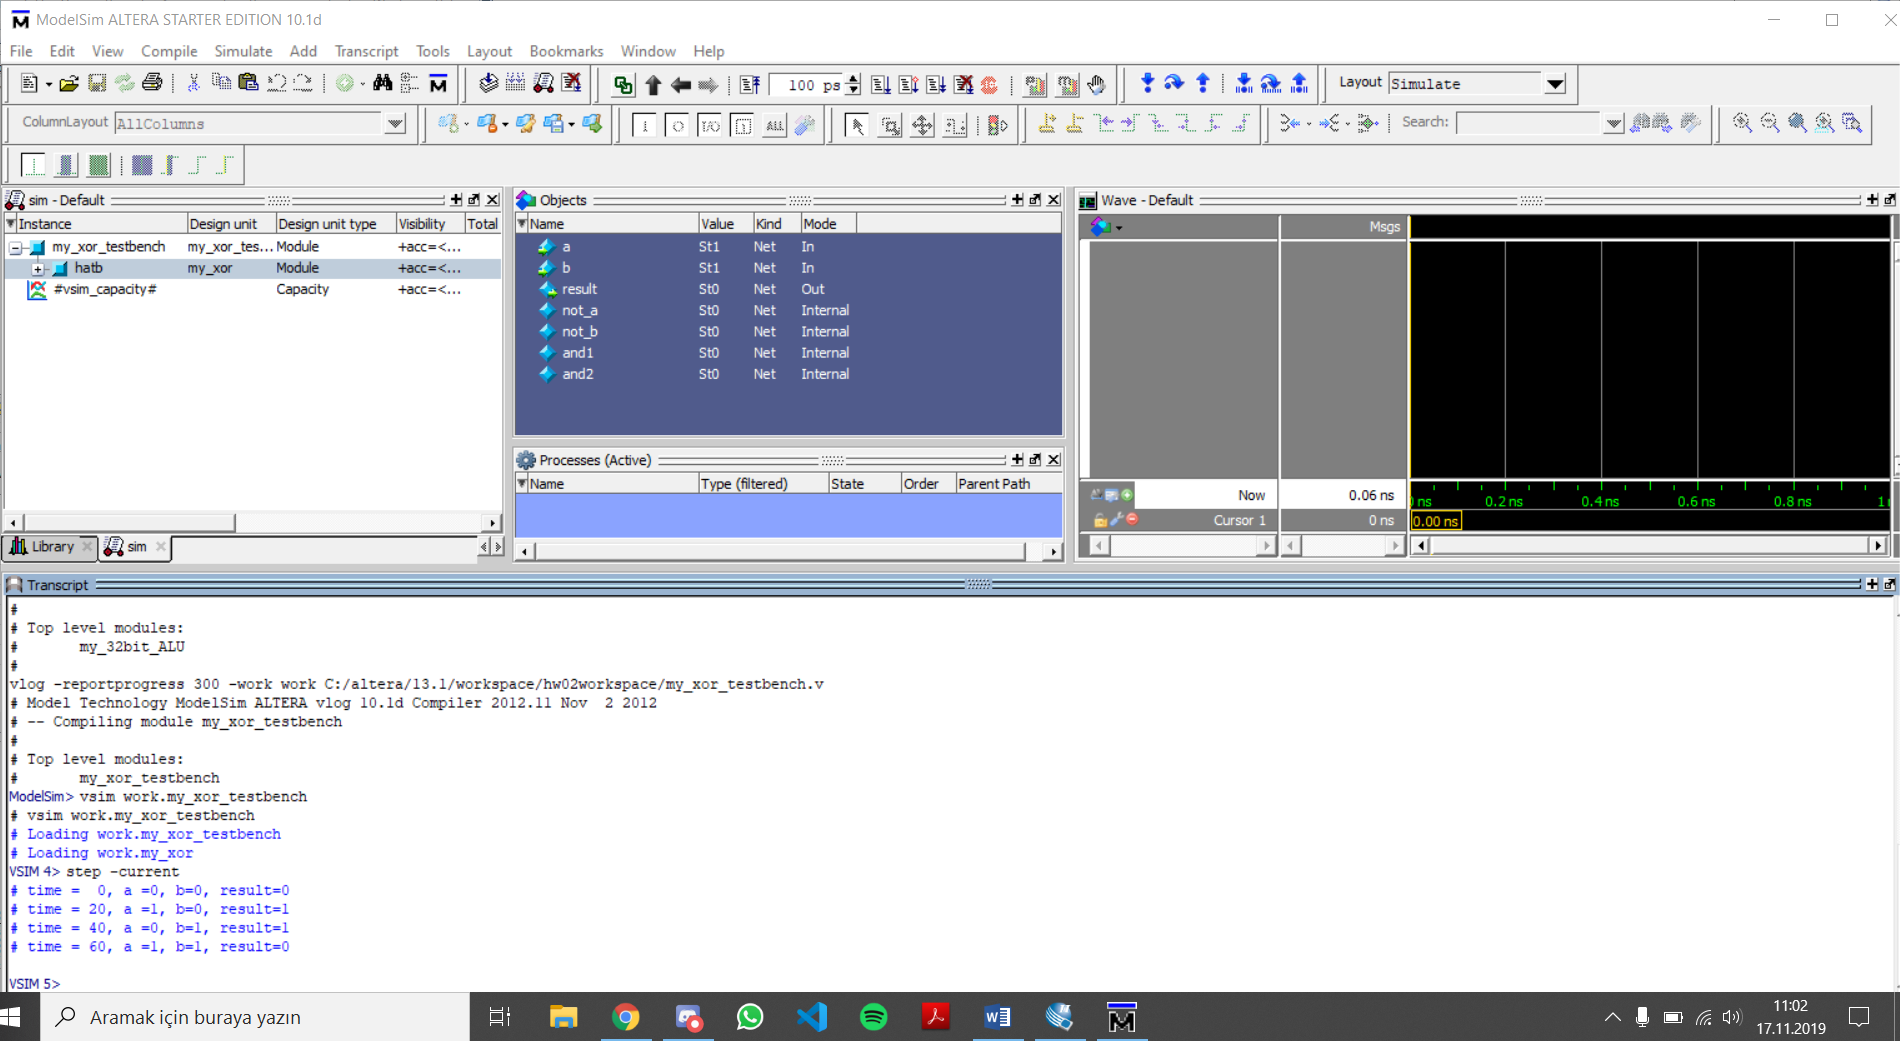 ModelSim ALTERA STARTER EDITION 10.1d
File Edit View Compile Simulate Add Transcript Tools Layout Bookmarks Window Help
100 ps
Layout Simulate
ColumnLayout AllColumns
ALL
Search:
sim - Default
Instance Design unit Design unit type Visibility Total
my_xor_testbench my_xor_tes... Module +acc=<...
hatb my_xor Module +acc=<...
#vsim_capacity# Capacity +acc=<...
Library sim
Objects
Name Value Kind Mode
a St1 Net In
b St1 Net In
result St0 Net Out
not_a St0 Net Internal
not_b St0 Net Internal
and1 St0 Net Internal
and2 St0 Net Internal
Processes (Active)
Name Type (filtered) State Order Parent Path
Wave - Default
Msgs
Now 0.06 ns
Cursor 1 0 ns
ns 0.2 ns 0.4 ns 0.6 ns 0.8 ns 1
0.00 ns
Transcript
#
# Top level modules:
# my_32bit_ALU
#
vlog -reportprogress 300 -work work C:/altera/13.1/workspace/hw02workspace/my_xor_testbench.v
# Model Technology ModelSim ALTERA vlog 10.1d Compiler 2012.11 Nov 2 2012
# -- Compiling module my_xor_testbench
#
# Top level modules:
# my_xor_testbench
ModelSim> vsim work.my_xor_testbench
# vsim work.my_xor_testbench
# Loading work.my_xor_testbench
# Loading work.my_xor
VSIM 4> step -current
# time = 0, a =0, b=0, result=0
# time = 20, a =1, b=0, result=1
# time = 40, a =0, b=1, result=1
# time = 60, a =1, b=1, result=0
VSIM 5>
Aramak için buraya yazın
11:02
17.11.2019